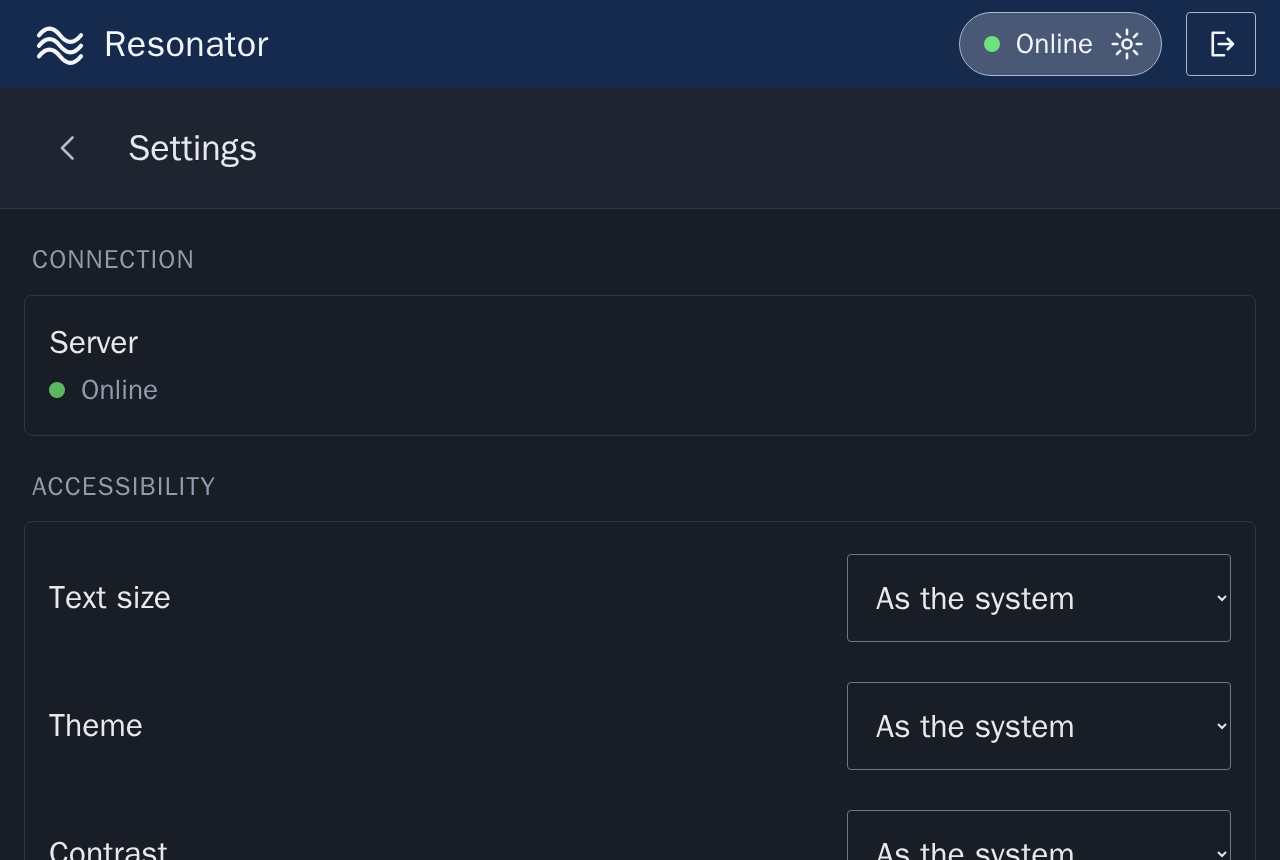 Resonator
Online
Settings
CONNECTION
Server
Online
ACCESSIBILITY
Text size
As the system
Theme
As the system
Contrast
As the system